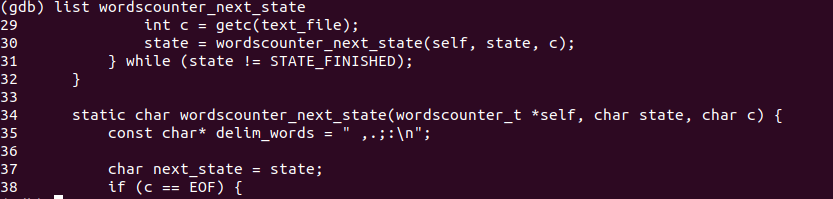 (gdb) list wordscounter_next_state
29              int c = getc(text_file);
30              state = wordscounter_next_state(self, state, c);
31          } while (state != STATE_FINISHED);
32      }
33
34      static char wordscounter_next_state(wordscounter_t *self, char state, char c) {
35          const char* delim_words = " ,.;:\n";
36
37          char next_state = state;
38          if (c == EOF) {